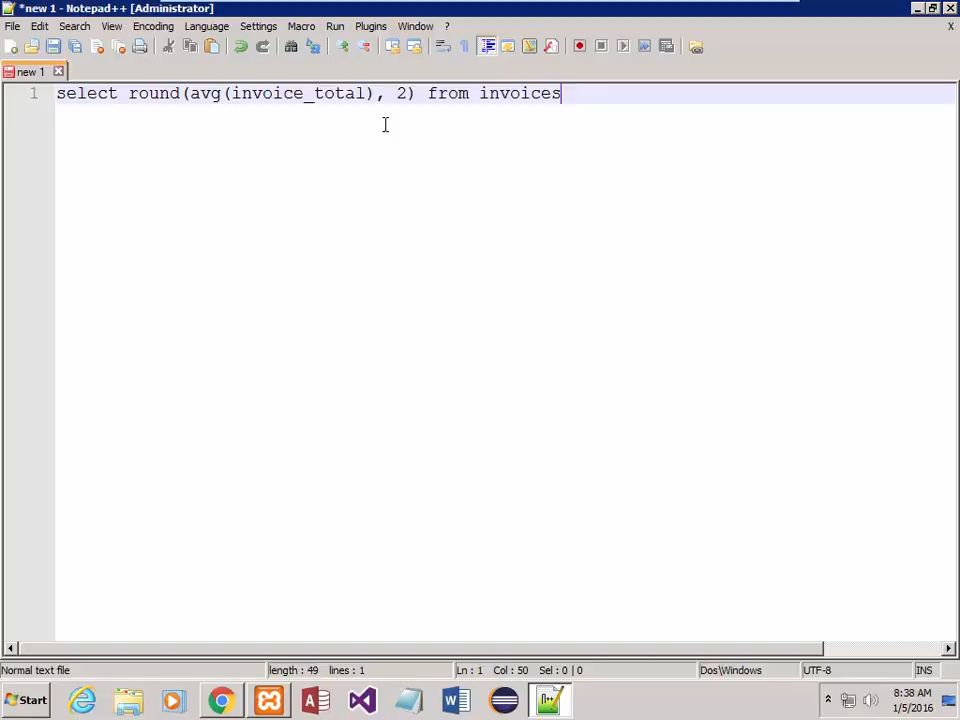 *new 1 - Notepad++ [Administrator]
File Edit Search View Encoding Language Settings Macro Run Plugins Window ? X
new 1
1 select round(avg(invoice_total), 2) from invoices
Normal text file length : 49 lines : 1 Ln : 1 Col : 50 Sel : 0 | 0 Dos\Windows UTF-8 INS
Start 8:38 AM
1/5/2016